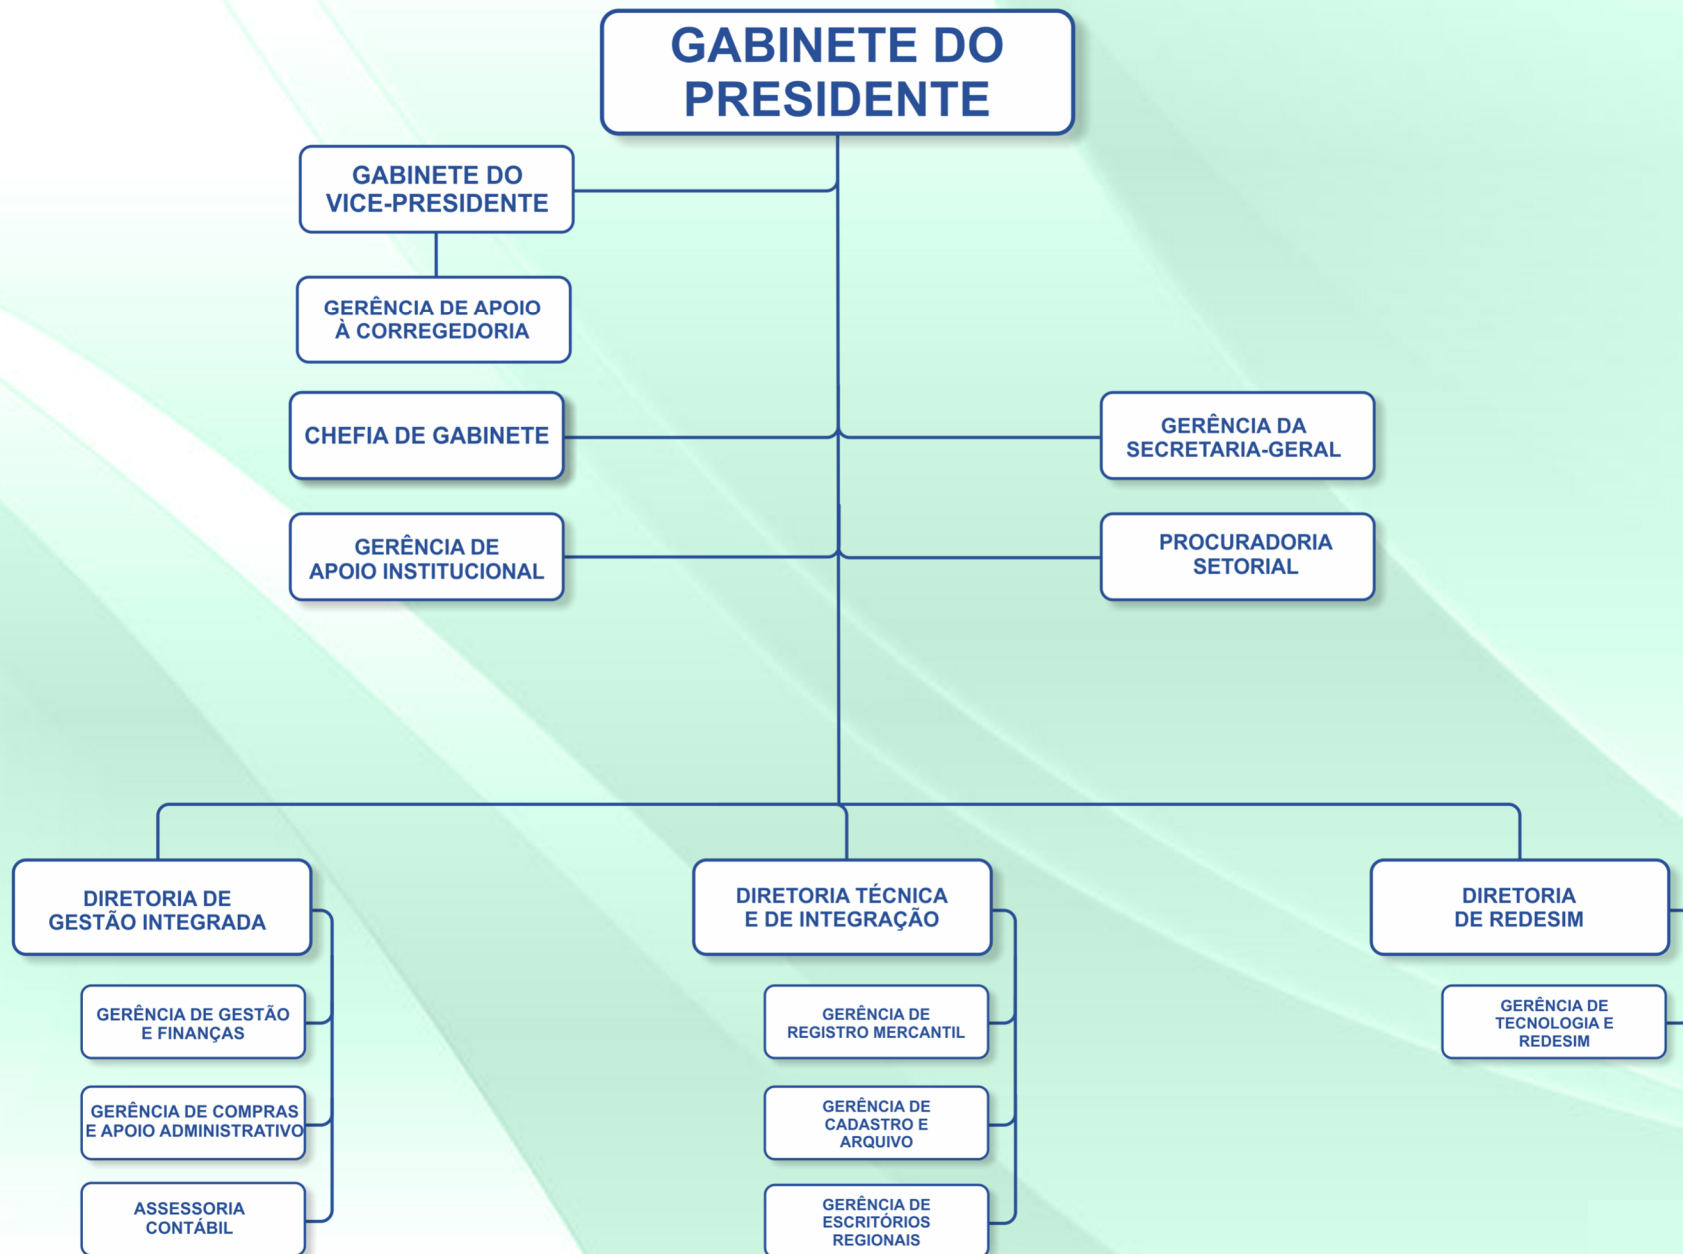 GABINETE DO
PRESIDENTE
GABINETE DO
VICE-PRESIDENTE
GERÊNCIA DE APOIO
À CORREGEDORIA
CHEFIA DE GABINETE
GERÊNCIA DA
SECRETARIA-GERAL
GERÊNCIA DE
APOIO INSTITUCIONAL
PROCURADORIA
SETORIAL
DIRETORIA DE
GESTÃO INTEGRADA
GERÊNCIA DE GESTÃO
E FINANÇAS
GERÊNCIA DE COMPRAS
E APOIO ADMINISTRATIVO
ASSESSORIA
CONTÁBIL
DIRETORIA TÉCNICA
E DE INTEGRAÇÃO
GERÊNCIA DE
REGISTRO MERCANTIL
GERÊNCIA DE
CADASTRO E
ARQUIVO
GERÊNCIA DE
ESCRITÓRIOS
REGIONAIS
DIRETORIA
DE REDESIM
GERÊNCIA DE
TECNOLOGIA E
REDESIM